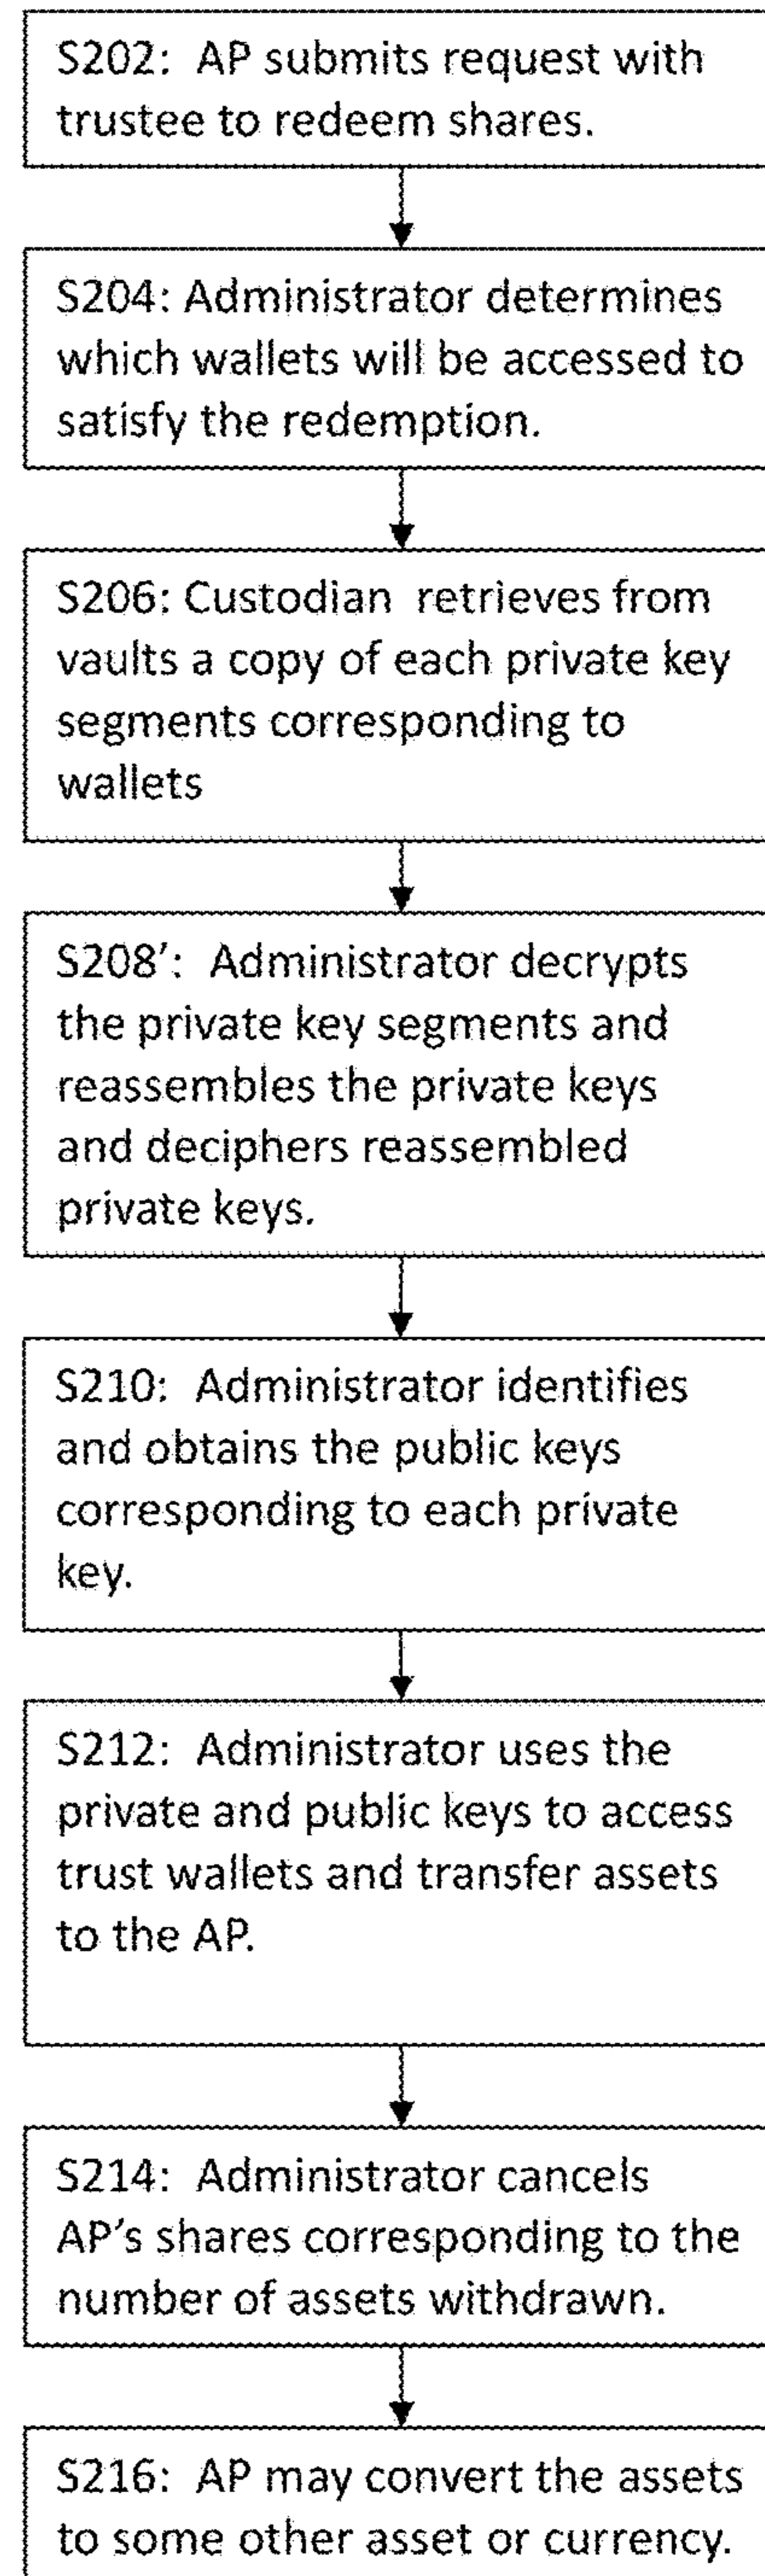 S202: AP submits request with
trustee to redeem shares.
S204: Administrator determines
which wallets will be accessed to
satisfy the redemption.
S206: Custodian retrieves from
vaults a copy of each private key
segments corresponding to
wallets
S208': Administrator decrypts
the private key segments and
reassembles the private keys
and deciphers reassembled
private keys.
S210: Administrator identifies
and obtains the public keys
corresponding to each private
key.
S212: Administrator uses the
private and public keys to access
trust wallets and transfer assets
to the AP.
S214: Administrator cancels
AP's shares corresponding to the
number of assets withdrawn.
S216: AP may convert the assets
to some other asset or currency.